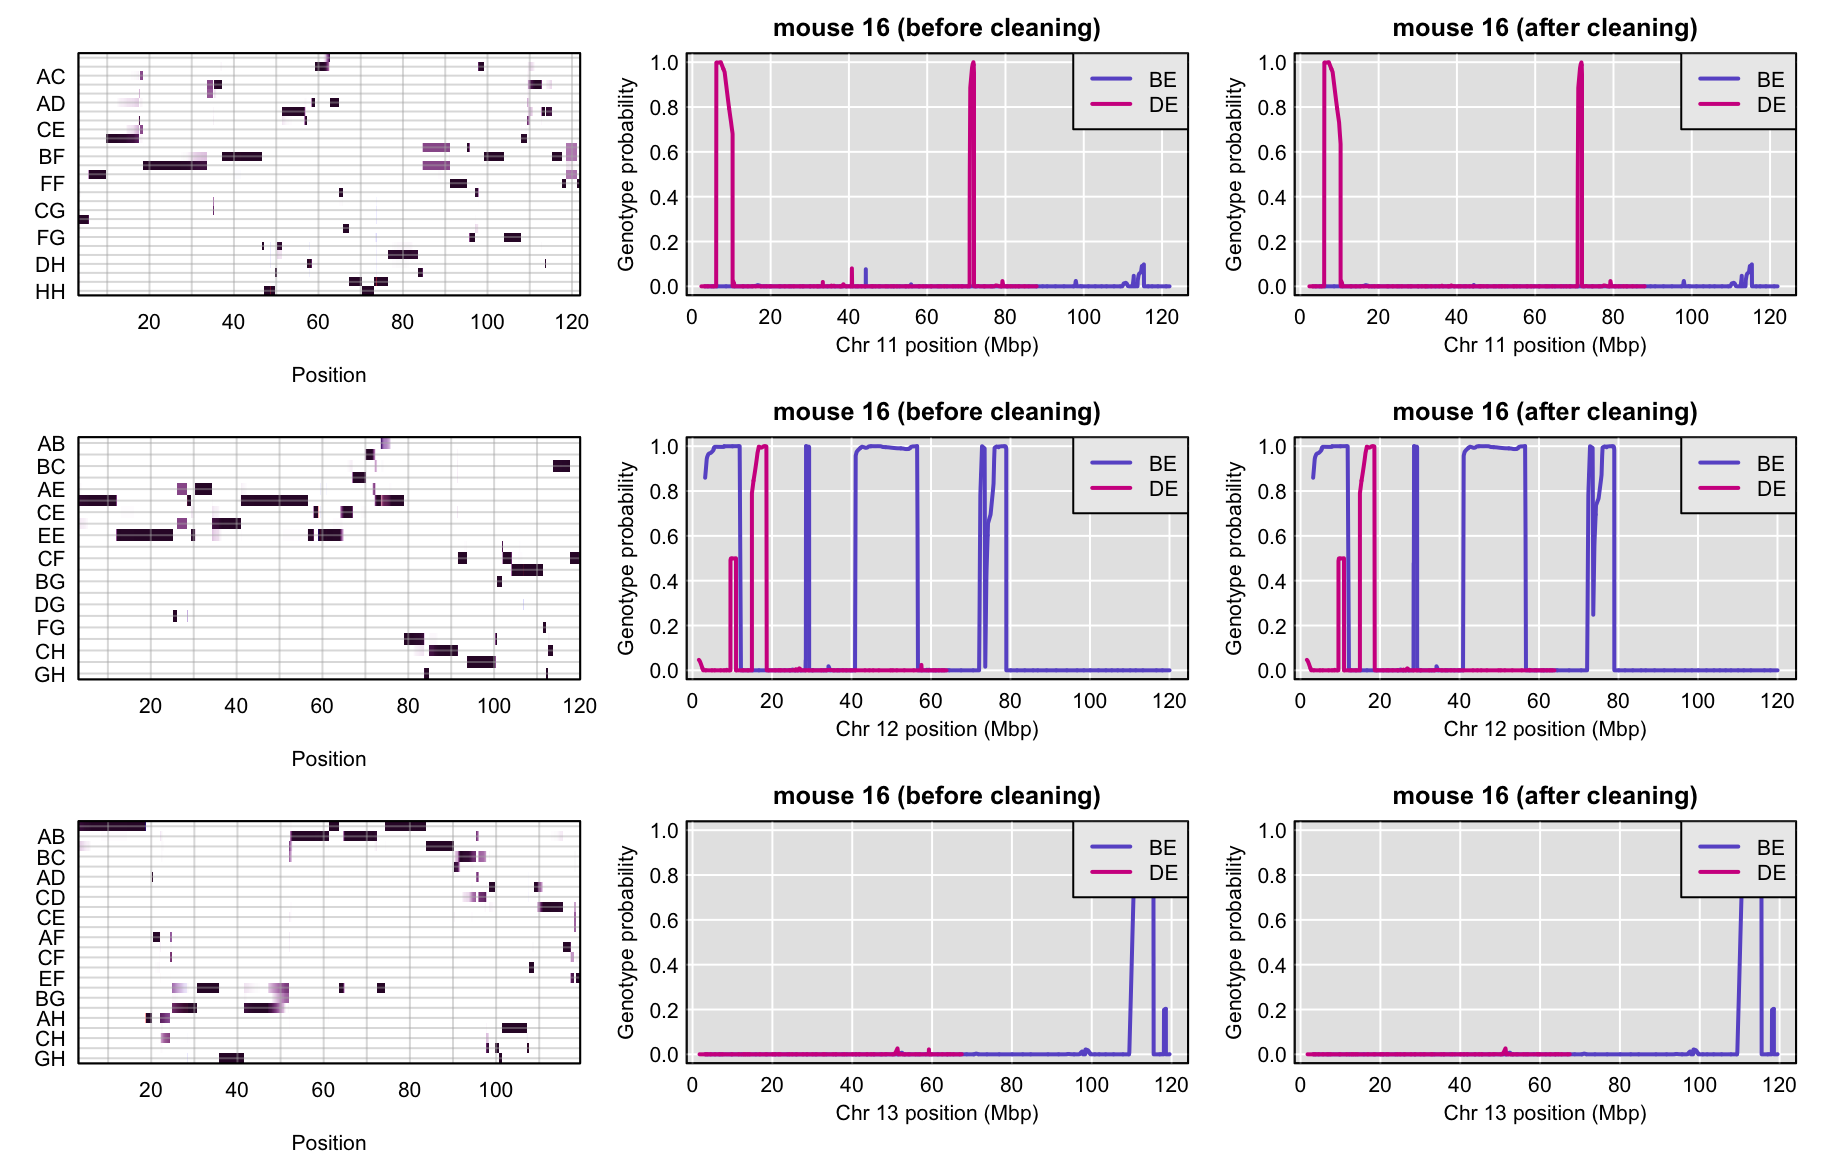 mouse 16 (before cleaning)
mouse 16 (after cleaning)
AC
AD
CE
BF
FF
CG
FG
DH
HH
20 40 60 80 100 120
Position
Genotype probability
1.0
0.8
0.6
0.4
0.2
0.0
BE
DE
0 20 40 60 80 100 120
Chr 11 position (Mbp)
Genotype probability
1.0
0.8
0.6
0.4
0.2
0.0
BE
DE
0 20 40 60 80 100 120
Chr 11 position (Mbp)
mouse 16 (before cleaning)
mouse 16 (after cleaning)
AB
BC
AE
CE
EE
CF
BG
DG
FG
CH
GH
20 40 60 80 100 120
Position
Genotype probability
1.0
0.8
0.6
0.4
0.2
0.0
BE
DE
0 20 40 60 80 100 120
Chr 12 position (Mbp)
Genotype probability
1.0
0.8
0.6
0.4
0.2
0.0
BE
DE
0 20 40 60 80 100 120
Chr 12 position (Mbp)
mouse 16 (before cleaning)
mouse 16 (after cleaning)
AB
BC
AD
CD
CE
AF
CF
EF
BG
AH
CH
GH
20 40 60 80 100
Position
Genotype probability
1.0
0.8
0.6
0.4
0.2
0.0
BE
DE
0 20 40 60 80 100 120
Chr 13 position (Mbp)
Genotype probability
1.0
0.8
0.6
0.4
0.2
0.0
BE
DE
0 20 40 60 80 100 120
Chr 13 position (Mbp)